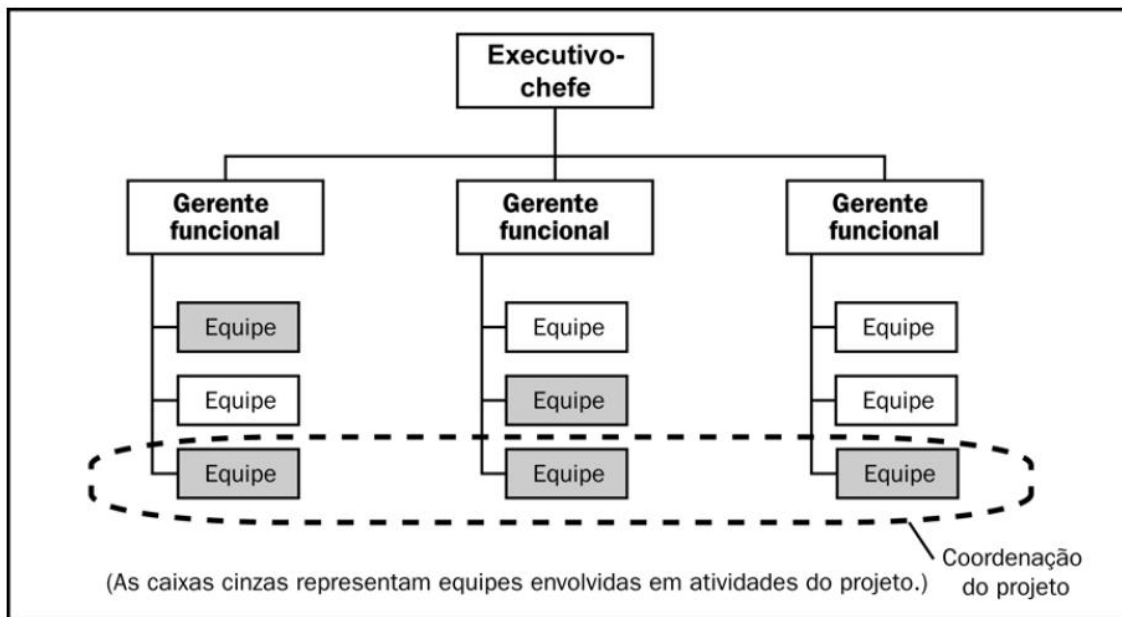 Executivo-
chefe
Gerente
funcional
Gerente
funcional
Gerente
funcional
Equipe
Equipe
Equipe
Equipe
Equipe
Equipe
Equipe
Equipe
Equipe
(As caixas cinzas representam equipes envolvidas em atividades do projeto.)
Coordenação
do projeto